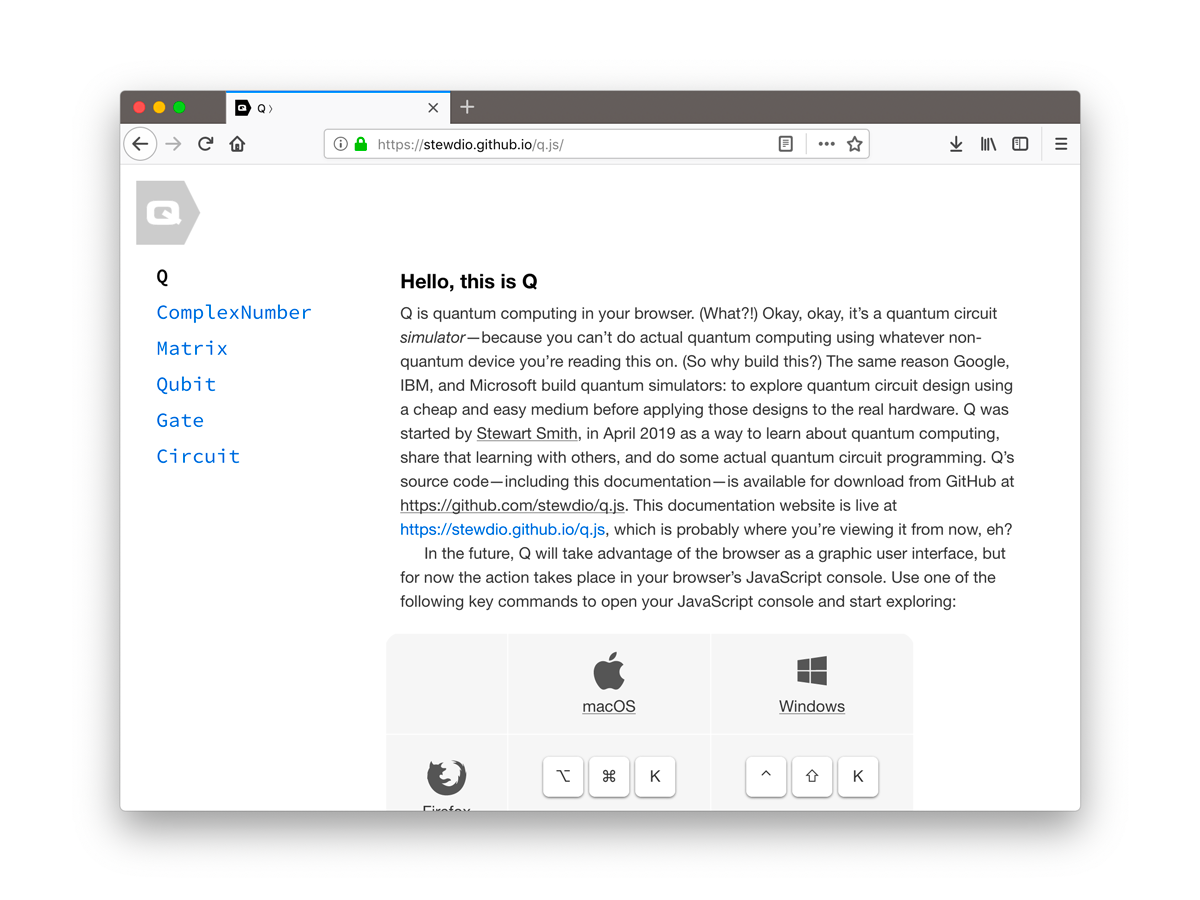 Q ⟩
https://stewdio.github.io/q.js/
Q
Q
ComplexNumber
Matrix
Qubit
Gate
Circuit
Hello, this is Q
Q is quantum computing in your browser. (What?!) Okay, okay, it’s a quantum circuit
simulator—because you can’t do actual quantum computing using whatever non-
quantum device you’re reading this on. (So why build this?) The same reason Google,
IBM, and Microsoft build quantum simulators: to explore quantum circuit design using
a cheap and easy medium before applying those designs to the real hardware. Q was
started by Stewart Smith, in April 2019 as a way to learn about quantum computing,
share that learning with others, and do some actual quantum circuit programming. Q’s
source code—including this documentation—is available for download from GitHub at
https://github.com/stewdio/q.js. This documentation website is live at
https://stewdio.github.io/q.js, which is probably where you’re viewing it from now, eh?
In the future, Q will take advantage of the browser as a graphic user interface, but
for now the action takes place in your browser’s JavaScript console. Use one of the
following key commands to open your JavaScript console and start exploring:
macOS
Windows
⌥ ⌘ K
^ ⇧ K
Firefox